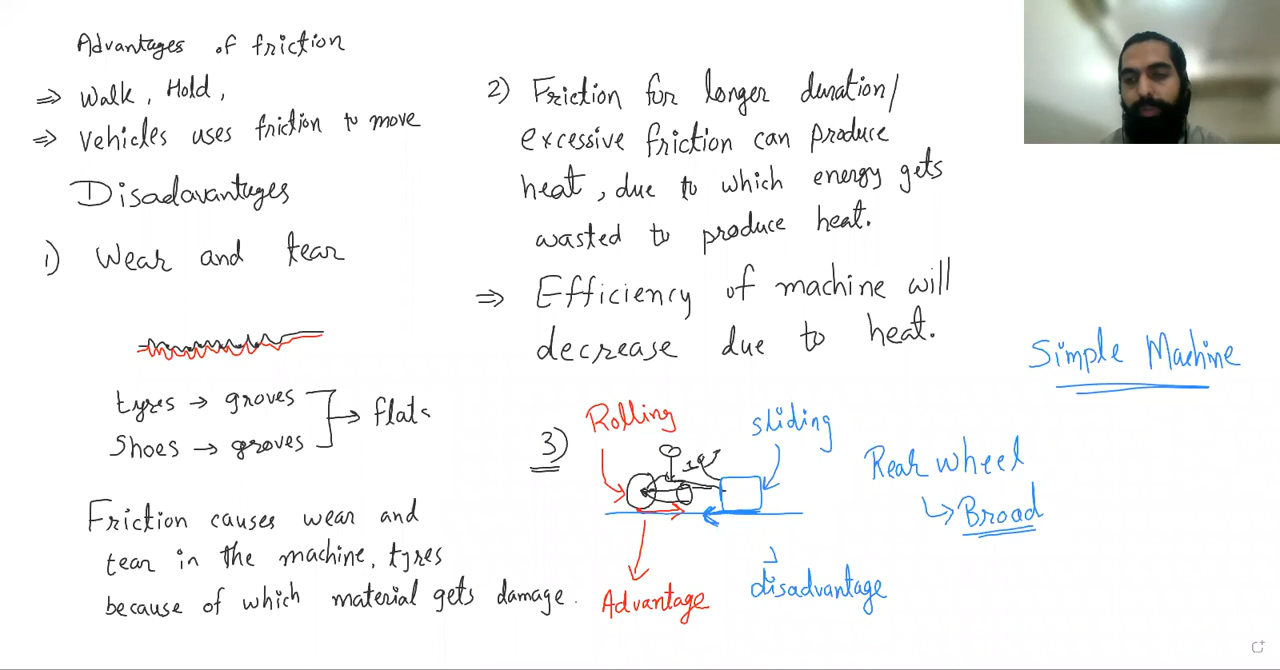 Advantages of friction
⇒ Walk, Hold,
⇒ Vehicles uses friction to move
Disadavantages
1) Wear and tear
tyres → groves
Shoes → groves
→ flats
Friction causes wear and
tear in the machine, tyres
because of which material gets damage.
2) Friction for longer duration/
excessive friction can produce
heat, due to which energy gets
wasted to produce heat.
⇒ Efficiency of machine will
decrease due to heat.
3)
Rolling
sliding
Advantage
disadvantage
Rear wheel
↳ Broad
Simple Machine